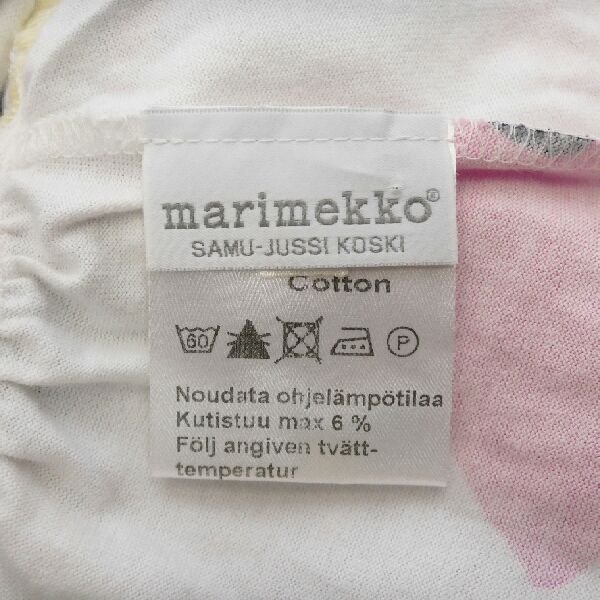 marimekko®
SAMU-JUSSI KOSKI
Cotton
60
P
Noudata ohjelämpötilaa
Kutistuu max 6 %
Följ angiven tvätt-
temperatur